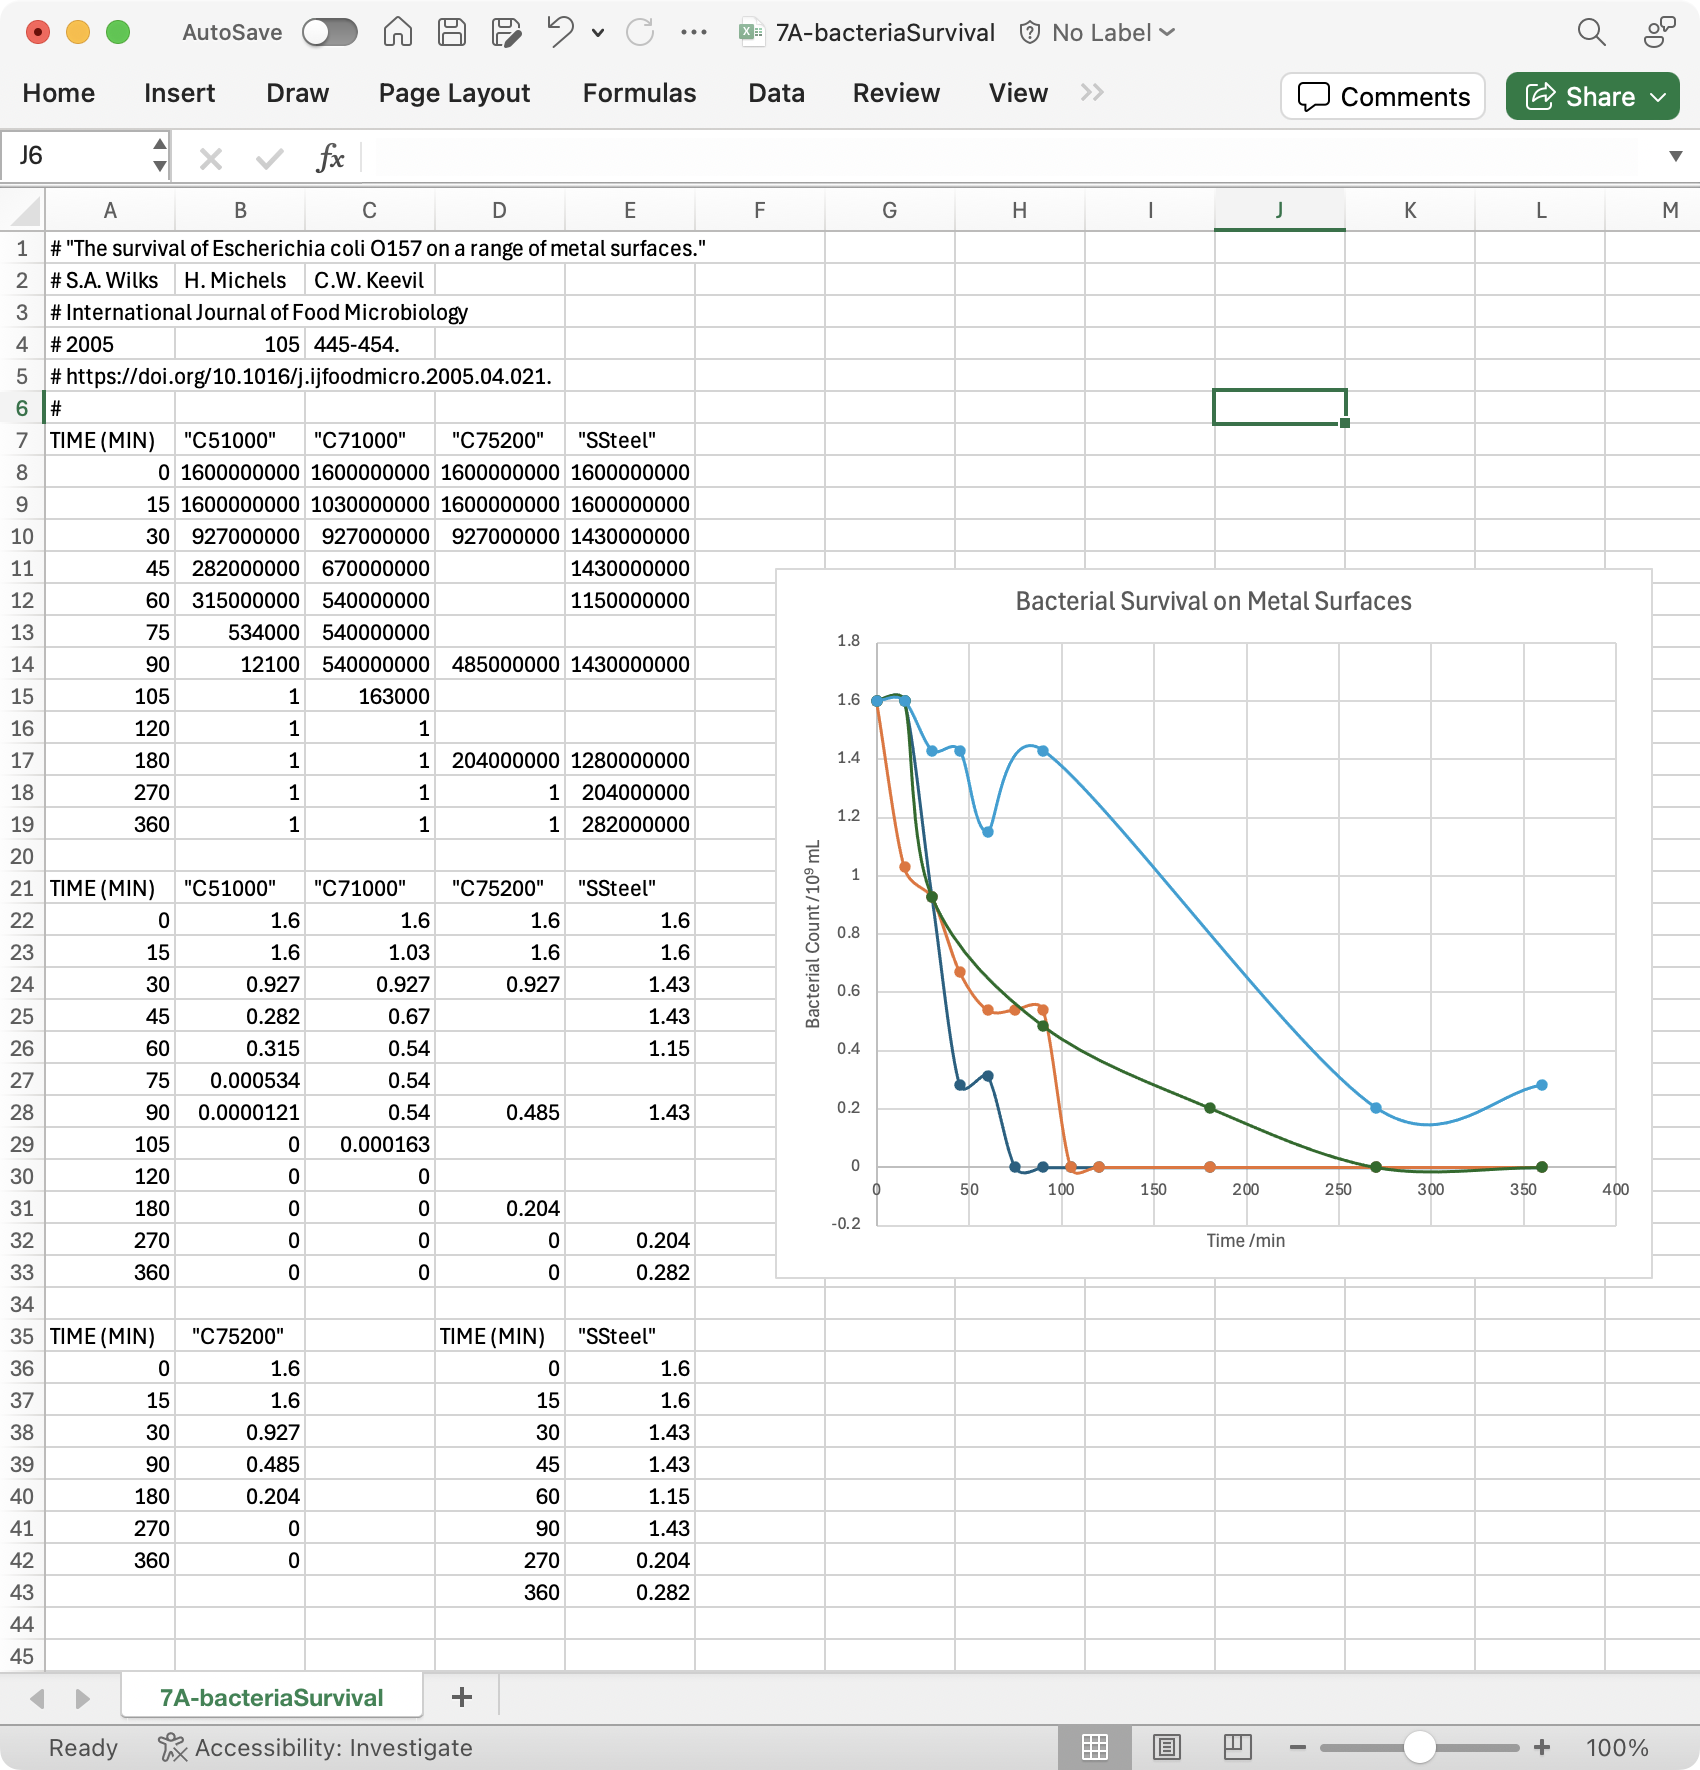 AutoSave 7A-bacteriaSurvival No Label
Home Insert Draw Page Layout Formulas Data Review View Comments Share
J6 fx
A B C D E F G H I J K L M
1 # "The survival of Escherichia coli O157 on a range of metal surfaces."
2 # S.A. Wilks H. Michels C.W. Keevil
3 # International Journal of Food Microbiology
4 # 2005 105 445-454.
5 # https://doi.org/10.1016/j.ijfoodmicro.2005.04.021.
6 #
7 TIME (MIN) "C51000" "C71000" "C75200" "SSteel"
8 0 1600000000 1600000000 1600000000 1600000000
9 15 1600000000 1030000000 1600000000 1600000000
10 30 927000000 927000000 927000000 1430000000
11 45 282000000 670000000 1430000000
12 60 315000000 540000000 1150000000
13 75 534000 540000000
14 90 12100 540000000 485000000 1430000000
15 105 1 163000
16 120 1 1
17 180 1 1 204000000 1280000000
18 270 1 1 1 204000000
19 360 1 1 1 282000000
20
21 TIME (MIN) "C51000" "C71000" "C75200" "SSteel"
22 0 1.6 1.6 1.6 1.6
23 15 1.6 1.03 1.6 1.6
24 30 0.927 0.927 0.927 1.43
25 45 0.282 0.67 1.43
26 60 0.315 0.54 1.15
27 75 0.000534 0.54
28 90 0.0000121 0.54 0.485 1.43
29 105 0 0.000163
30 120 0 0
31 180 0 0 0.204
32 270 0 0 0 0.204
33 360 0 0 0 0.282
34
35 TIME (MIN) "C75200" TIME (MIN) "SSteel"
36 0 1.6 0 1.6
37 15 1.6 15 1.6
38 30 0.927 30 1.43
39 90 0.485 45 1.43
40 180 0.204 60 1.15
41 270 0 90 1.43
42 360 0 270 0.204
43 360 0.282
44
45
Bacterial Survival on Metal Surfaces
1.8
1.6
1.4
1.2
1
0.8
0.6
0.4
0.2
0
-0.2
Bacterial Count /10⁹ mL
0 50 100 150 200 250 300 350 400
Time /min
7A-bacteriaSurvival
Ready Accessibility: Investigate 100%